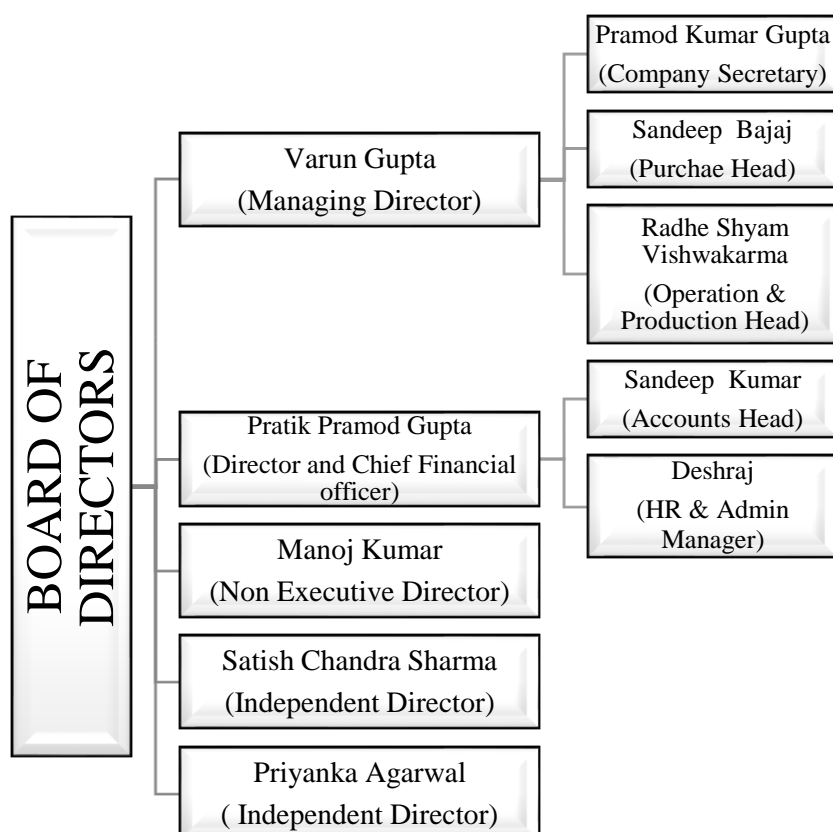 BOARD OF
DIRECTORS
Varun Gupta
(Managing Director)
Pramod Kumar Gupta
(Company Secretary)
Sandeep Bajaj
(Purchae Head)
Radhe Shyam
Vishwakarma
(Operation &
Production Head)
Pratik Pramod Gupta
(Director and Chief Financial
officer)
Sandeep Kumar
(Accounts Head)
Deshraj
(HR & Admin
Manager)
Manoj Kumar
(Non Executive Director)
Satish Chandra Sharma
(Independent Director)
Priyanka Agarwal
( Independent Director)